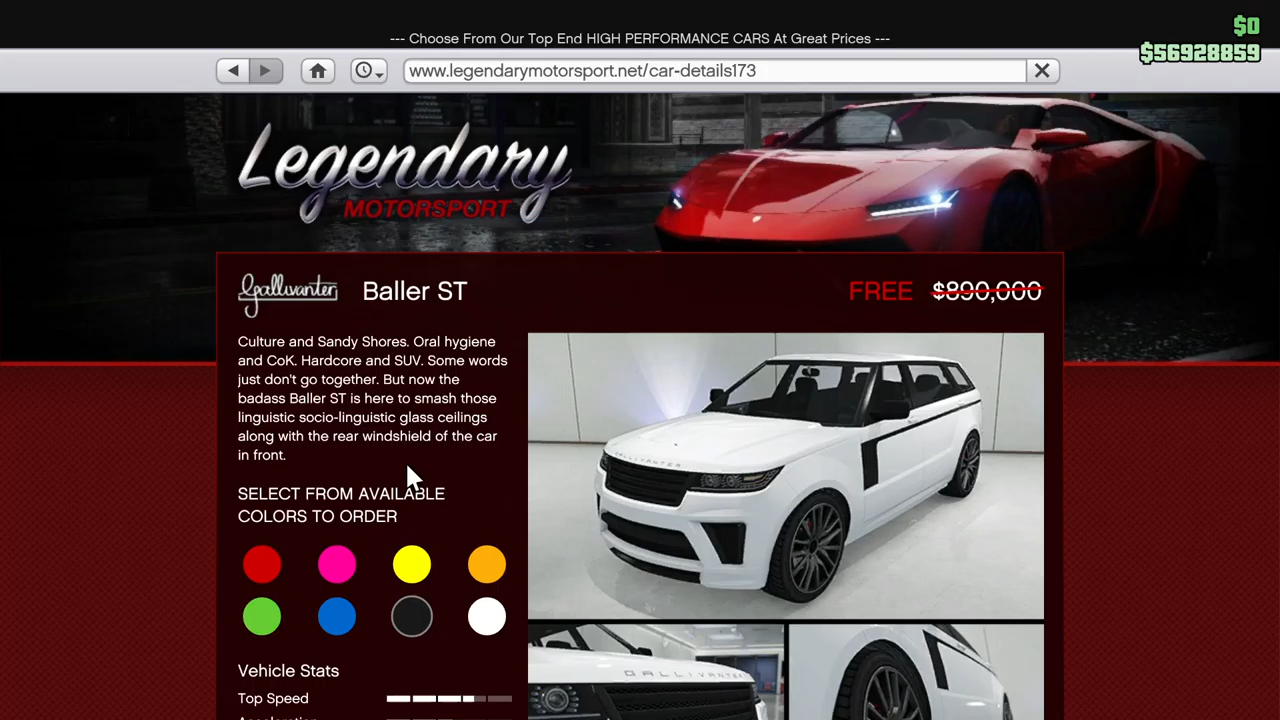 $0
--- Choose From Our Top End HIGH PERFORMANCE CARS At Great Prices ---
$56928859
www.legendarymotorsport.net/car-details173
Legendary
MOTORSPORT
Gallivanter
Baller ST
FREE $890,000
Culture and Sandy Shores. Oral hygiene
and CoK. Hardcore and SUV. Some words
just don't go together. But now the
badass Baller ST is here to smash those
linguistic socio-linguistic glass ceilings
along with the rear windshield of the car
in front.
SELECT FROM AVAILABLE
COLORS TO ORDER
Vehicle Stats
Top Speed
GALLIVANTER
GALLIVANTER